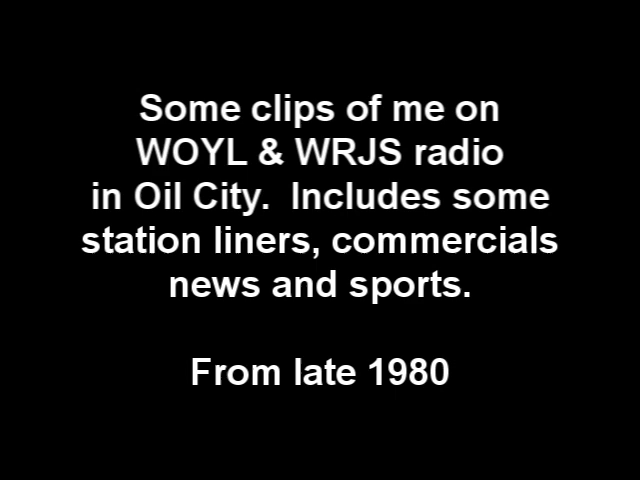 Some clips of me on
WOYL & WRJS radio
in Oil City.  Includes some
station liners, commercials
news and sports.
From late 1980